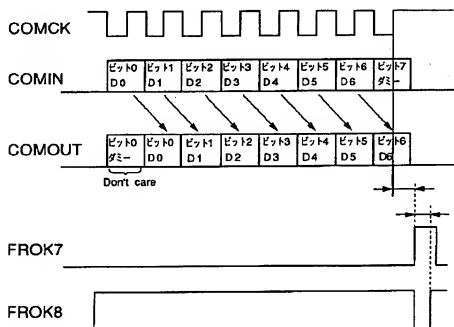 COMCK
COMIN
ビット0 ビット1 ビット2 ビット3 ビット4 ビット5 ビット6 ビット7
D0 D1 D2 D3 D4 D5 D6 ダミー
COMOUT
ビット0 ビット0 ビット1 ビット2 ビット3 ビット4 ビット5 ビット6
ダミー D0 D1 D2 D3 D4 D5 D6
Don't care
FROK7
FROK8